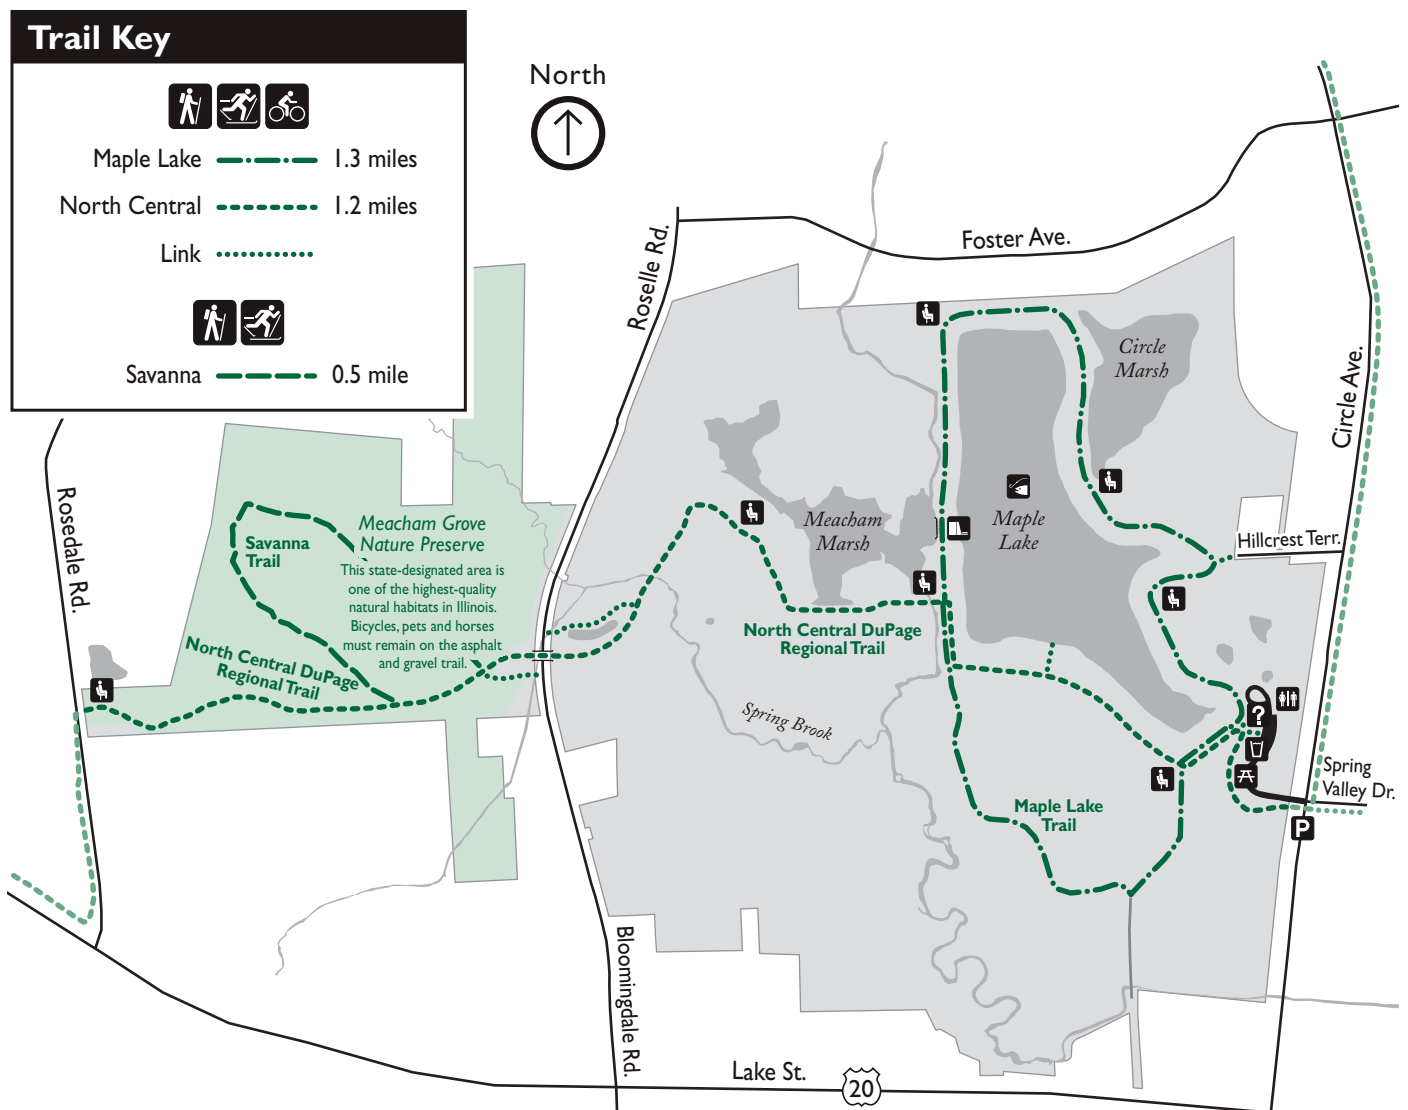 Trail Key
Maple Lake 1.3 miles
North Central 1.2 miles
Link
Savanna 0.5 mile
North
Foster Ave.
Roselle Rd.
Circle Ave.
Circle
Marsh
Maple
Lake
Meacham
Marsh
Hillcrest Terr.
Rosedale Rd.
Savanna
Trail
Meacham Grove
Nature Preserve
This state-designated area is
one of the highest-quality
natural habitats in Illinois.
Bicycles, pets and horses
must remain on the asphalt
and gravel trail.
North Central DuPage
Regional Trail
North Central DuPage
Regional Trail
Spring Brook
?
Spring
Valley Dr.
Maple Lake
Trail
P
Bloomingdale Rd.
Lake St.
20